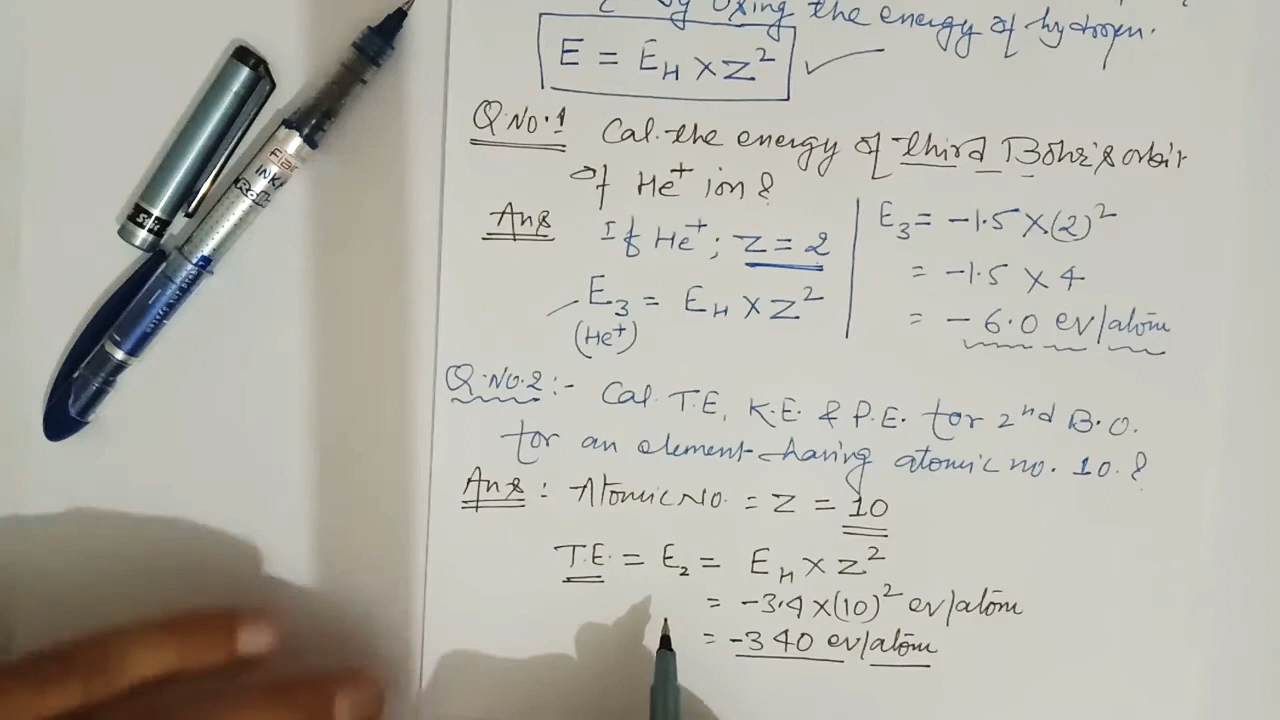 by using the energy of hydrogen.
E = E_H × Z²
Q.No.1 Cal. the energy of third Bohr's orbit
of He⁺ ion?
Ans If He⁺; Z = 2
E₃ = E_H × Z²
(He⁺)
E₃ = -1.5 × (2)²
= -1.5 × 4
= -6.0 ev/atom
Q.No.2:- Cal. T.E, K.E. & P.E. for 2nd B.O.
for an element having atomic no. 10.?
Ans: Atomic No. = Z = 10
T.E. = E₂ = E_H × Z²
= -3.4 × (10)² ev/atom
= -340 ev/atom
Flair
INKY